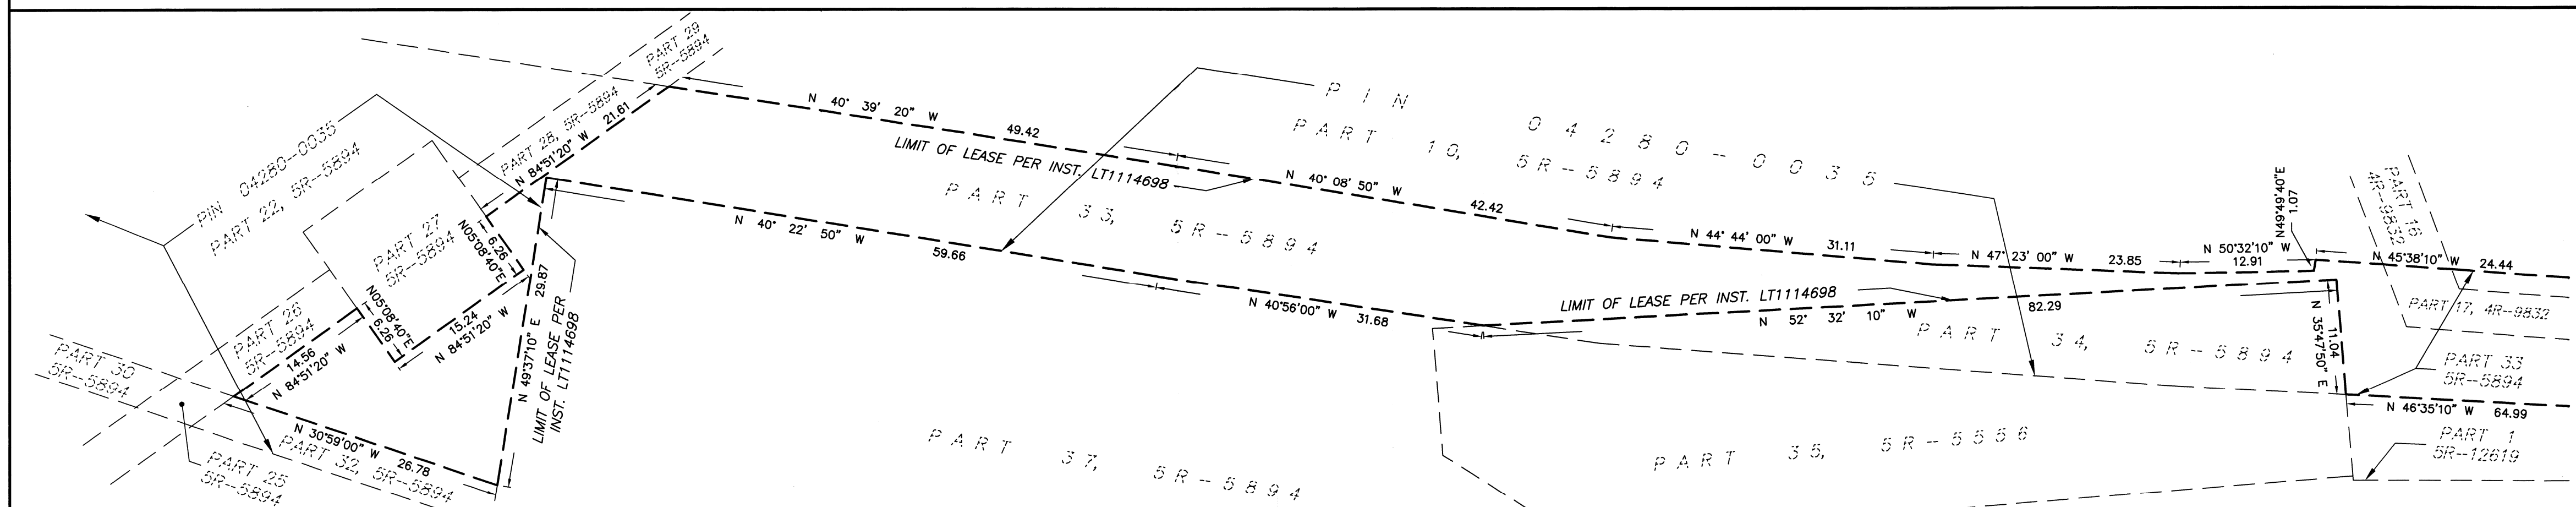 PART 29
5R--5894
PART 28, 5R--5894
N 84°51'20" W 21.61
PIN 04280--0035
PART 22, 5R--5894
PART 27
5R--5894
6.26
N05°08'40"E
N05°08'40"E
6.26
15.24
N 84°51'20" W
PART 26
5R--5894
14.56
N 84°51'20" W
PART 30
5R--5894
N 30°59'00" W 26.78
PART 32, 5R--5894
PART 25
5R--5894
N 49°37'10" E 29.87
LIMIT OF LEASE PER
INST. LT1114698
N 40° 39' 20" W 49.42
LIMIT OF LEASE PER INST. LT1114698
PIN 04280--0035
PART 10, 5R--5894
PART 33, 5R--5894
N 40° 22' 50" W 59.66
N 40° 08' 50" W 42.42
N 40°56'00" W 31.68
N 44° 44' 00" W 31.11
N 47° 23' 00" W 23.85
N 50°32'10" W
12.91
N49°49'40"E
1.07
LIMIT OF LEASE PER INST. LT1114698
N 52° 32' 10" W 82.29
PART 34, 5R--5894
PART 37, 5R--5894
PART 35, 5R--5556
PART 16
4R--9832
N 45°38'10" W 24.44
PART 17, 4R--9832
11.04
N 35°47'50" E
PART 33
5R--5894
N 46°35'10" W 64.99
PART 1
5R--12619